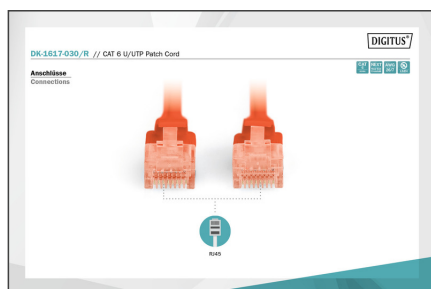 DIGITUS®
DK-1617-030/R // CAT 6 U/UTP Patch Cord
Anschlüsse
Connections
RJ45